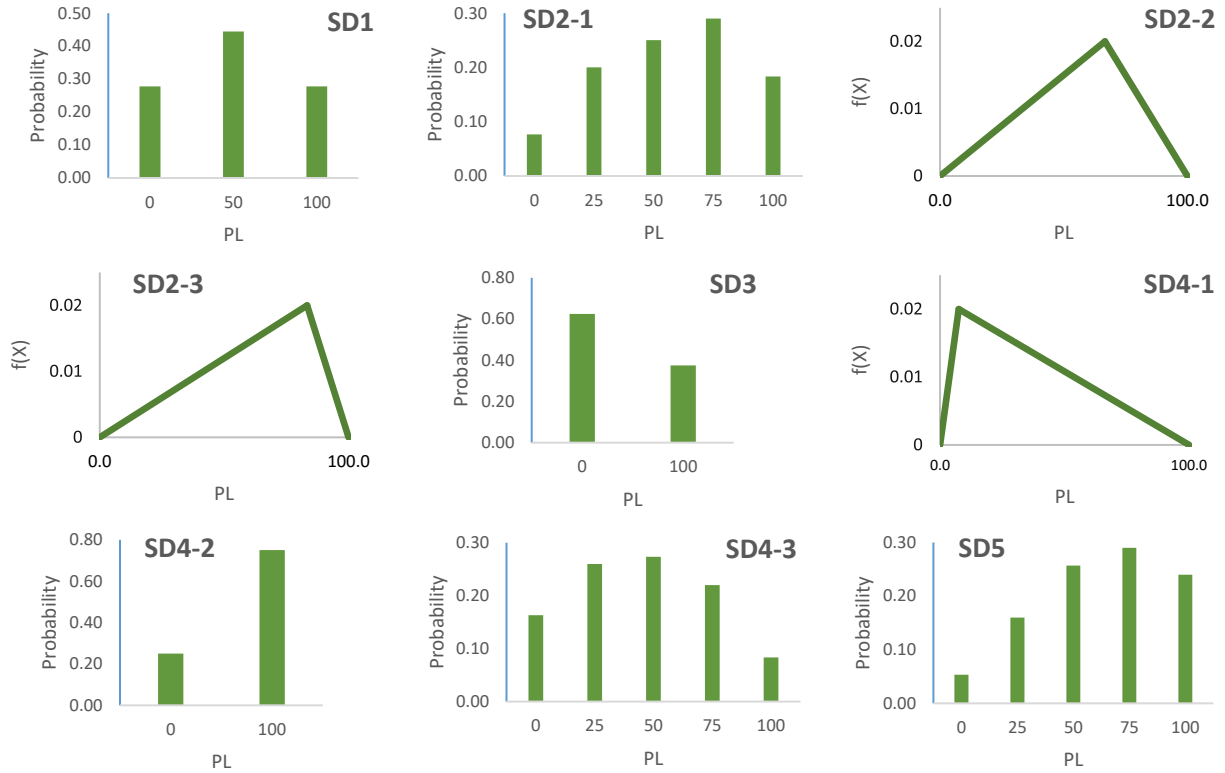 SD1
0.50
0.40
0.30
0.20
0.10
0.00
Probability
0 50 100
PL
SD2-1
0.30
0.20
0.10
0.00
Probability
0 25 50 75 100
PL
SD2-2
0.02
0.01
0
f(X)
0.0 100.0
PL
SD2-3
0.02
0.01
0
f(X)
0.0 100.0
PL
SD3
0.80
0.60
0.40
0.20
0.00
Probability
0 100
PL
SD4-1
0.02
0.01
0
f(X)
0.0 100.0
PL
SD4-2
0.80
0.60
0.40
0.20
0.00
Probability
0 100
PL
SD4-3
0.30
0.20
0.10
0.00
Probability
0 25 50 75 100
PL
SD5
0.30
0.20
0.10
0.00
Probability
0 25 50 75 100
PL